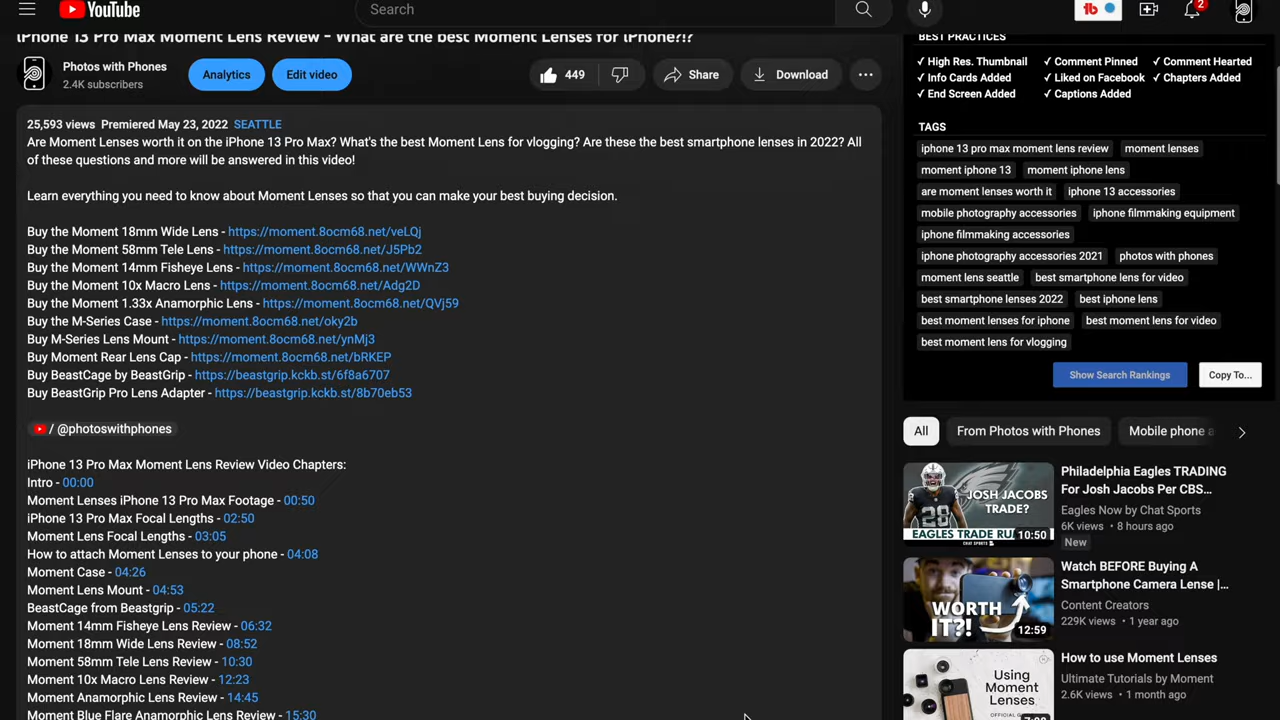 YouTube
Search
tb
2
iPhone 13 Pro Max Moment Lens Review - What are the best Moment Lenses for iPhone?!?
Photos with Phones
2.4K subscribers
Analytics
Edit video
449
Share
Download
25,593 views Premiered May 23, 2022 SEATTLE
Are Moment Lenses worth it on the iPhone 13 Pro Max? What's the best Moment Lens for vlogging? Are these the best smartphone lenses in 2022? All
of these questions and more will be answered in this video!
Learn everything you need to know about Moment Lenses so that you can make your best buying decision.
Buy the Moment 18mm Wide Lens - https://moment.8ocm68.net/veLQj
Buy the Moment 58mm Tele Lens - https://moment.8ocm68.net/J5Pb2
Buy the Moment 14mm Fisheye Lens - https://moment.8ocm68.net/WWnZ3
Buy the Moment 10x Macro Lens - https://moment.8ocm68.net/Adg2D
Buy the Moment 1.33x Anamorphic Lens - https://moment.8ocm68.net/QVj59
Buy the M-Series Case - https://moment.8ocm68.net/oky2b
Buy M-Series Lens Mount - https://moment.8ocm68.net/ynMj3
Buy Moment Rear Lens Cap - https://moment.8ocm68.net/bRKEP
Buy BeastCage by BeastGrip - https://beastgrip.kckb.st/6f8a6707
Buy BeastGrip Pro Lens Adapter - https://beastgrip.kckb.st/8b70eb53
/ @photoswithphones
iPhone 13 Pro Max Moment Lens Review Video Chapters:
Intro - 00:00
Moment Lenses iPhone 13 Pro Max Footage - 00:50
iPhone 13 Pro Max Focal Lengths - 02:50
Moment Lens Focal Lengths - 03:05
How to attach Moment Lenses to your phone - 04:08
Moment Case - 04:26
Moment Lens Mount - 04:53
BeastCage from Beastgrip - 05:22
Moment 14mm Fisheye Lens Review - 06:32
Moment 18mm Wide Lens Review - 08:52
Moment 58mm Tele Lens Review - 10:30
Moment 10x Macro Lens Review - 12:23
Moment Anamorphic Lens Review - 14:45
Moment Blue Flare Anamorphic Lens Review - 15:30
BEST PRACTICES
✓ High Res. Thumbnail ✓ Comment Pinned ✓ Comment Hearted
✓ Info Cards Added ✓ Liked on Facebook ✓ Chapters Added
✓ End Screen Added ✓ Captions Added
TAGS
iphone 13 pro max moment lens review moment lenses
moment iphone 13 moment iphone lens
are moment lenses worth it iphone 13 accessories
mobile photography accessories iphone filmmaking equipment
iphone filmmaking accessories
iphone photography accessories 2021 photos with phones
moment lens seattle best smartphone lens for video
best smartphone lenses 2022 best iphone lens
best moment lenses for iphone best moment lens for video
best moment lens for vlogging
Show Search Rankings Copy To...
All From Photos with Phones Mobile phone
JOSH JACOBS
TRADE?
28
10:50
Philadelphia Eagles TRADING
For Josh Jacobs Per CBS...
Eagles Now by Chat Sports
6K views • 8 hours ago
New
WORTH
IT?!
12:59
Watch BEFORE Buying A
Smartphone Camera Lense |...
Content Creators
229K views • 1 year ago
Using
Moment
Lenses
How to use Moment Lenses
Ultimate Tutorials by Moment
2.6K views • 1 month ago